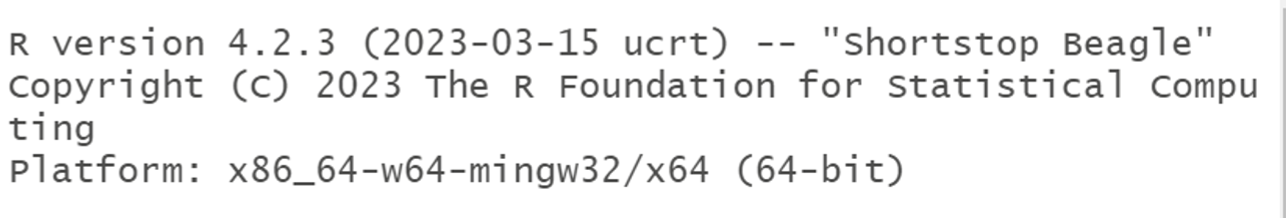 R version 4.2.3 (2023-03-15 ucrt) -- "Shortstop Beagle"
Copyright (C) 2023 The R Foundation for Statistical Compu
ting
Platform: x86_64-w64-mingw32/x64 (64-bit)